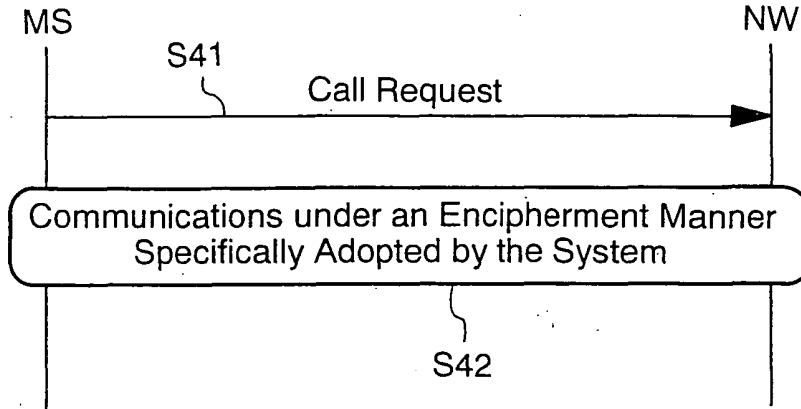 MS
NW
S41
Call Request
Communications under an Encipherment Manner
Specifically Adopted by the System
S42